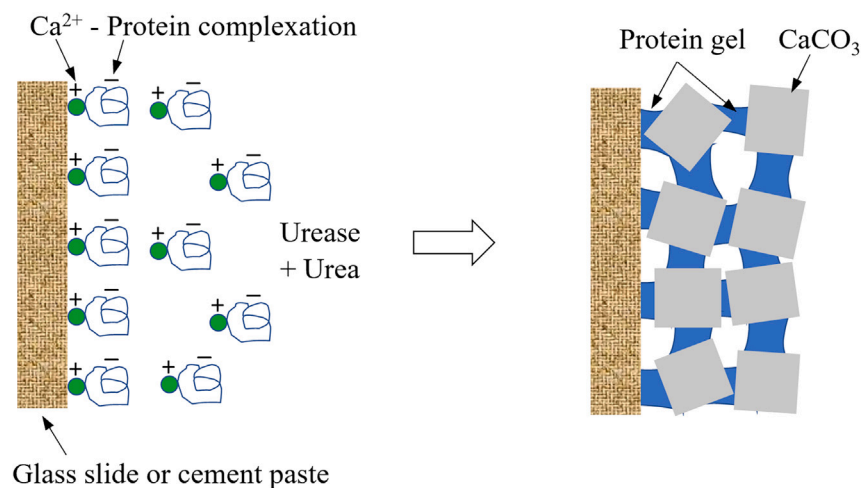 Ca²⁺ - Protein complexation
+ −
+ −
+ −
+ −
+ −
+ −
+ −
+ −
+ −
+ −
Urease
+ Urea
Glass slide or cement paste
Protein gel
CaCO₃